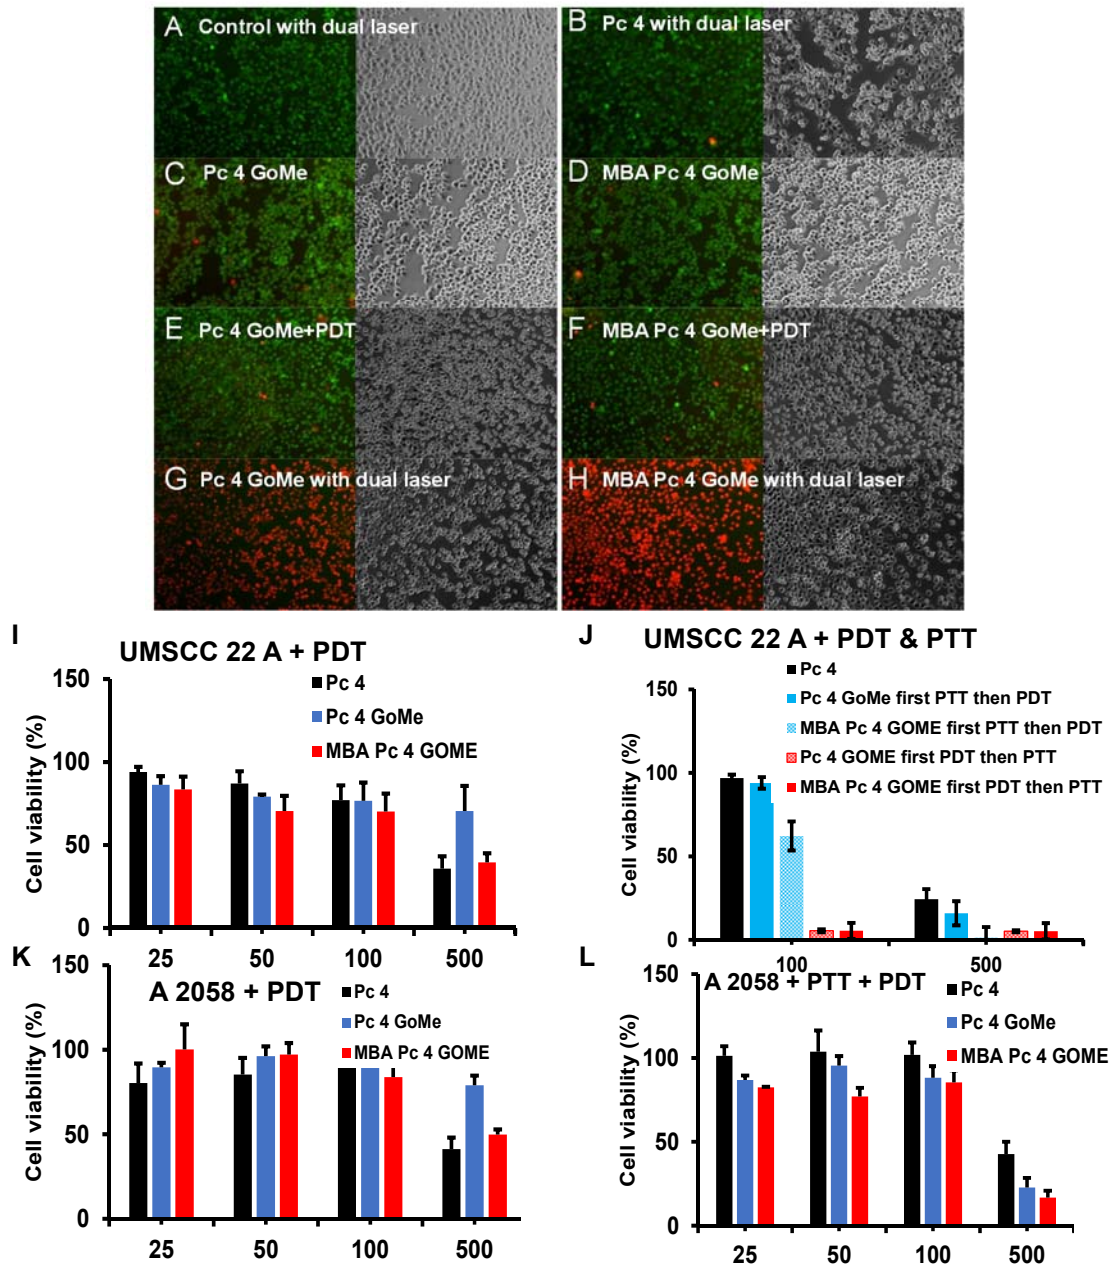 A Control with dual laser
B Pc 4 with dual laser
C Pc 4 GoMe
D MBA Pc 4 GoMe
E Pc 4 GoMe+PDT
F MBA Pc 4 GoMe+PDT
G Pc 4 GoMe with dual laser
H MBA Pc 4 GoMe with dual laser
I
UMSCC 22 A + PDT
Pc 4
Pc 4 GoMe
MBA Pc 4 GOME
Cell viability (%)
150
100
50
0
25 50 100 500
J
UMSCC 22 A + PDT & PTT
Pc 4
Pc 4 GoMe first PTT then PDT
MBA Pc 4 GOME first PTT then PDT
Pc 4 GOME first PDT then PTT
MBA Pc 4 GOME first PDT then PTT
Cell viability (%)
150
100
50
0
100 500
K
A 2058 + PDT
Pc 4
Pc 4 GoMe
MBA Pc 4 GOME
Cell viability (%)
150
100
50
0
25 50 100 500
L
A 2058 + PTT + PDT
Pc 4
Pc 4 GoMe
MBA Pc 4 GOME
Cell viability (%)
150
100
50
0
25 50 100 500